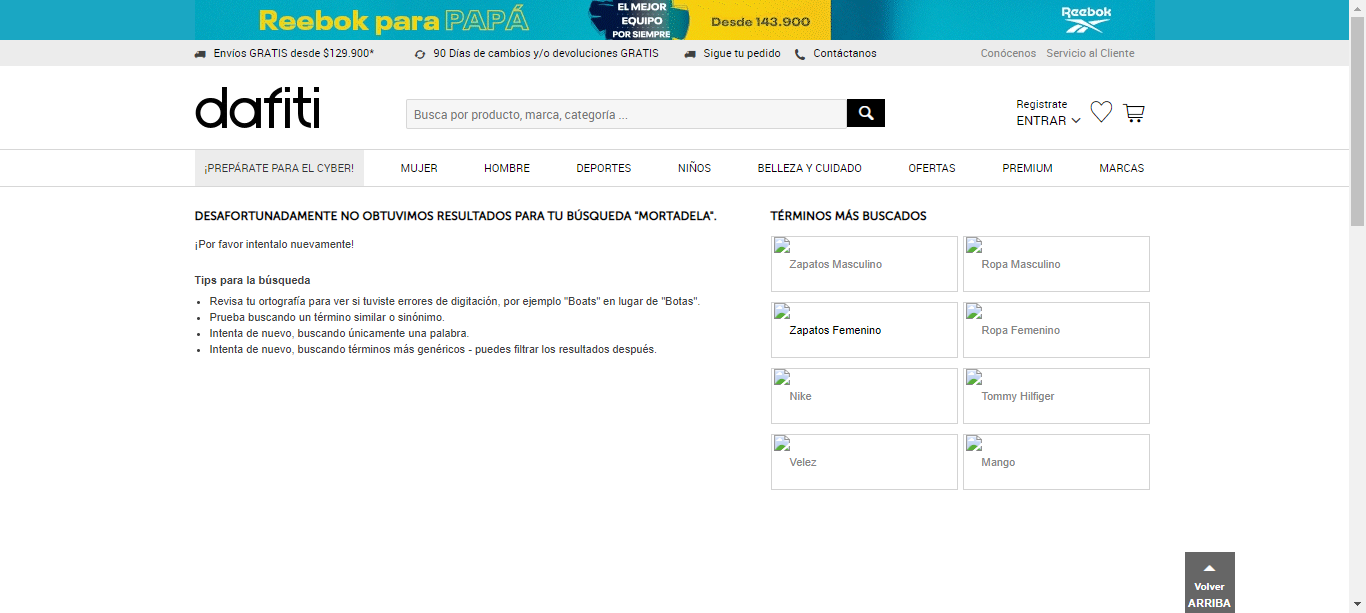 Reebok para PAPÁ
EL MEJOR
EQUIPO
POR SIEMPRE
Desde 143.900
Reebok
Envíos GRATIS desde $129.900*
90 Días de cambios y/o devoluciones GRATIS
Sigue tu pedido
Contáctanos
Conócenos
Servicio al Cliente
dafiti
Busca por producto, marca, categoría ...
Registrate
ENTRAR
¡PREPÁRATE PARA EL CYBER!
MUJER
HOMBRE
DEPORTES
NIÑOS
BELLEZA Y CUIDADO
OFERTAS
PREMIUM
MARCAS
DESAFORTUNADAMENTE NO OBTUVIMOS RESULTADOS PARA TU BÚSQUEDA "MORTADELA".
¡Por favor intentalo nuevamente!
Tips para la búsqueda
Revisa tu ortografía para ver si tuviste errores de digitación, por ejemplo "Boats" en lugar de "Botas".
Prueba buscando un término similar o sinónimo.
Intenta de nuevo, buscando únicamente una palabra.
Intenta de nuevo, buscando términos más genéricos - puedes filtrar los resultados después.
TÉRMINOS MÁS BUSCADOS
Zapatos Masculino
Ropa Masculino
Zapatos Femenino
Ropa Femenino
Nike
Tommy Hilfiger
Velez
Mango
Volver
ARRIBA